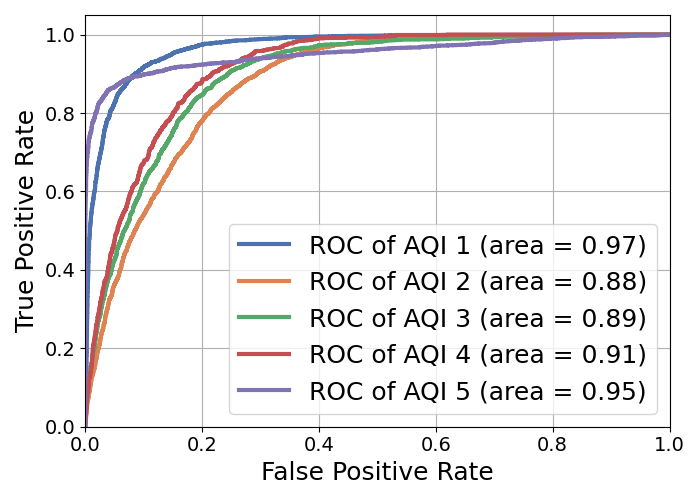 True Positive Rate
1.0
0.8
0.6
0.4
0.2
0.0
ROC of AQI 1 (area = 0.97)
ROC of AQI 2 (area = 0.88)
ROC of AQI 3 (area = 0.89)
ROC of AQI 4 (area = 0.91)
ROC of AQI 5 (area = 0.95)
0.0 0.2 0.4 0.6 0.8 1.0
False Positive Rate